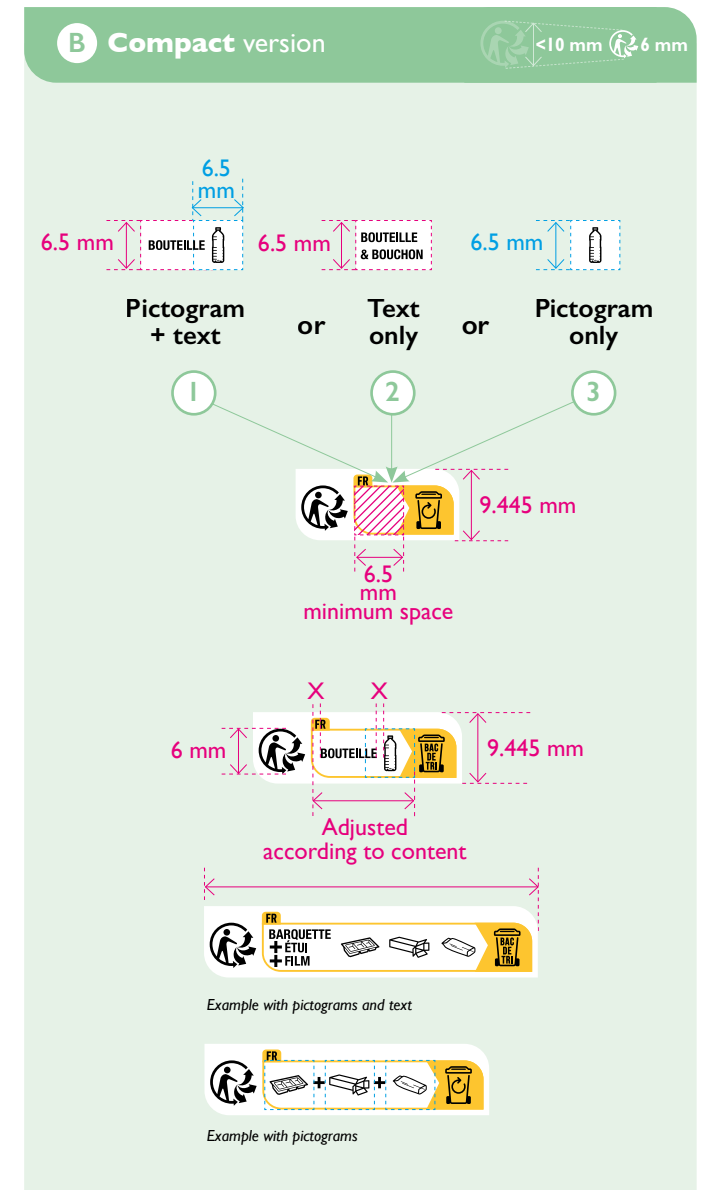 B Compact version
<10 mm 6 mm
6.5
mm
6.5 mm
BOUTEILLE
6.5 mm
BOUTEILLE
& BOUCHON
6.5 mm
Pictogram
+ text
or
Text
only
or
Pictogram
only
1
2
3
FR
9.445 mm
6.5
mm
minimum space
X X
FR
6 mm
BOUTEILLE
BAC
DE
TRI
9.445 mm
Adjusted
according to content
FR
BARQUETTE
+ ÉTUI
+ FILM
BAC
DE
TRI
Example with pictograms and text
FR
+ +
Example with pictograms